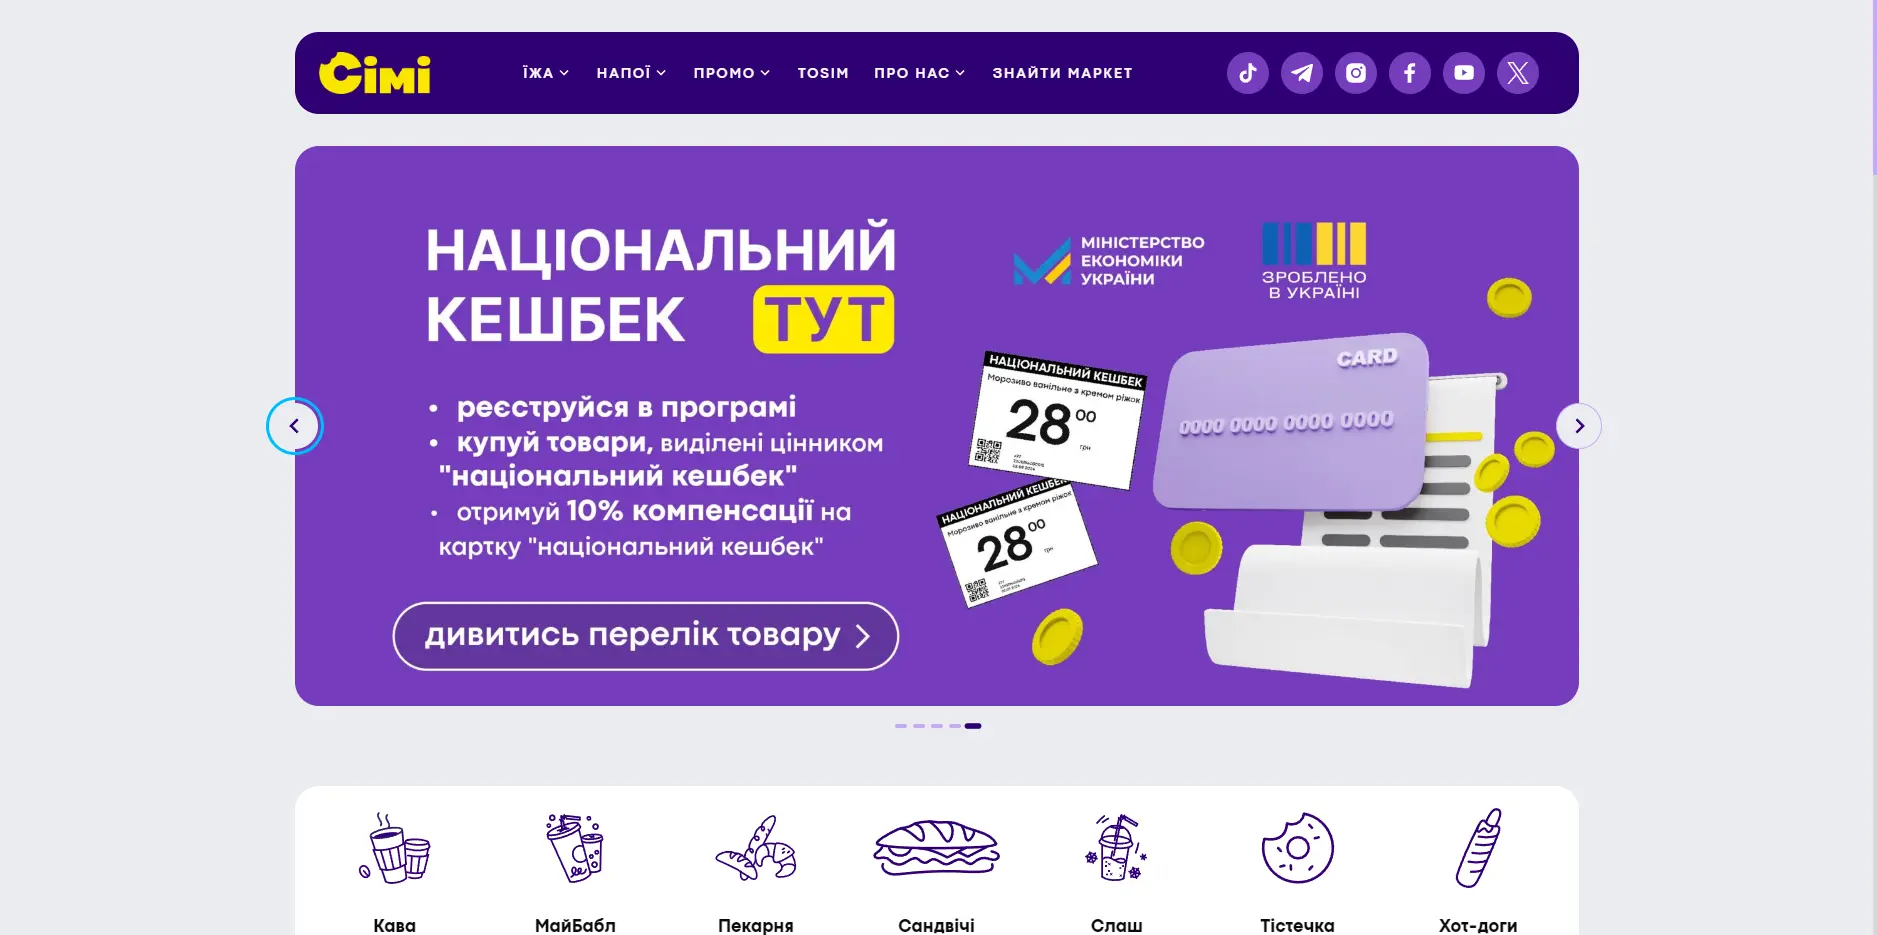 Сімі
ЇЖА НАПОЇ ПРОМО TOSIM ПРО НАС ЗНАЙТИ МАРКЕТ
НАЦІОНАЛЬНИЙ
КЕШБЕК ТУТ
• реєструйся в програмі
• купуй товари, виділені цінником
"національний кешбек"
• отримуй 10% компенсації на
картку "національний кешбек"
дивитись перелік товару
МІНІСТЕРСТВО
ЕКОНОМІКИ
УКРАЇНИ
ЗРОБЛЕНО
В УКРАЇНІ
НАЦІОНАЛЬНИЙ КЕШБЕК
Морозиво ванільне з кремом ріжок
28 00
грн
НАЦІОНАЛЬНИЙ КЕШБЕК
Морозиво ванільне з кремом ріжок
28 00
грн
CARD
0000 0000 0000 0000
Кава МайБабл Пекарня Сандвічі Слаш Тістечка Хот-доги